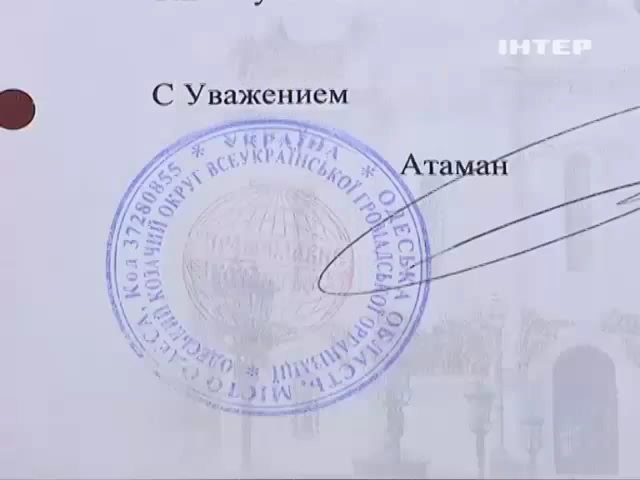 ІНТЕР
С Уважением
Атаман
* УКРАЇНА * ОДЕСЬКА ОБЛАСТЬ, МІСТО ОДЕСА, Код 37280855
* ОДЕСЬКИЙ КОЗАЧИЙ ОКРУГ ВСЕУКРАЇНСЬКОЇ ГРОМАДСЬКОЇ ОРГАНІЗАЦІЇ